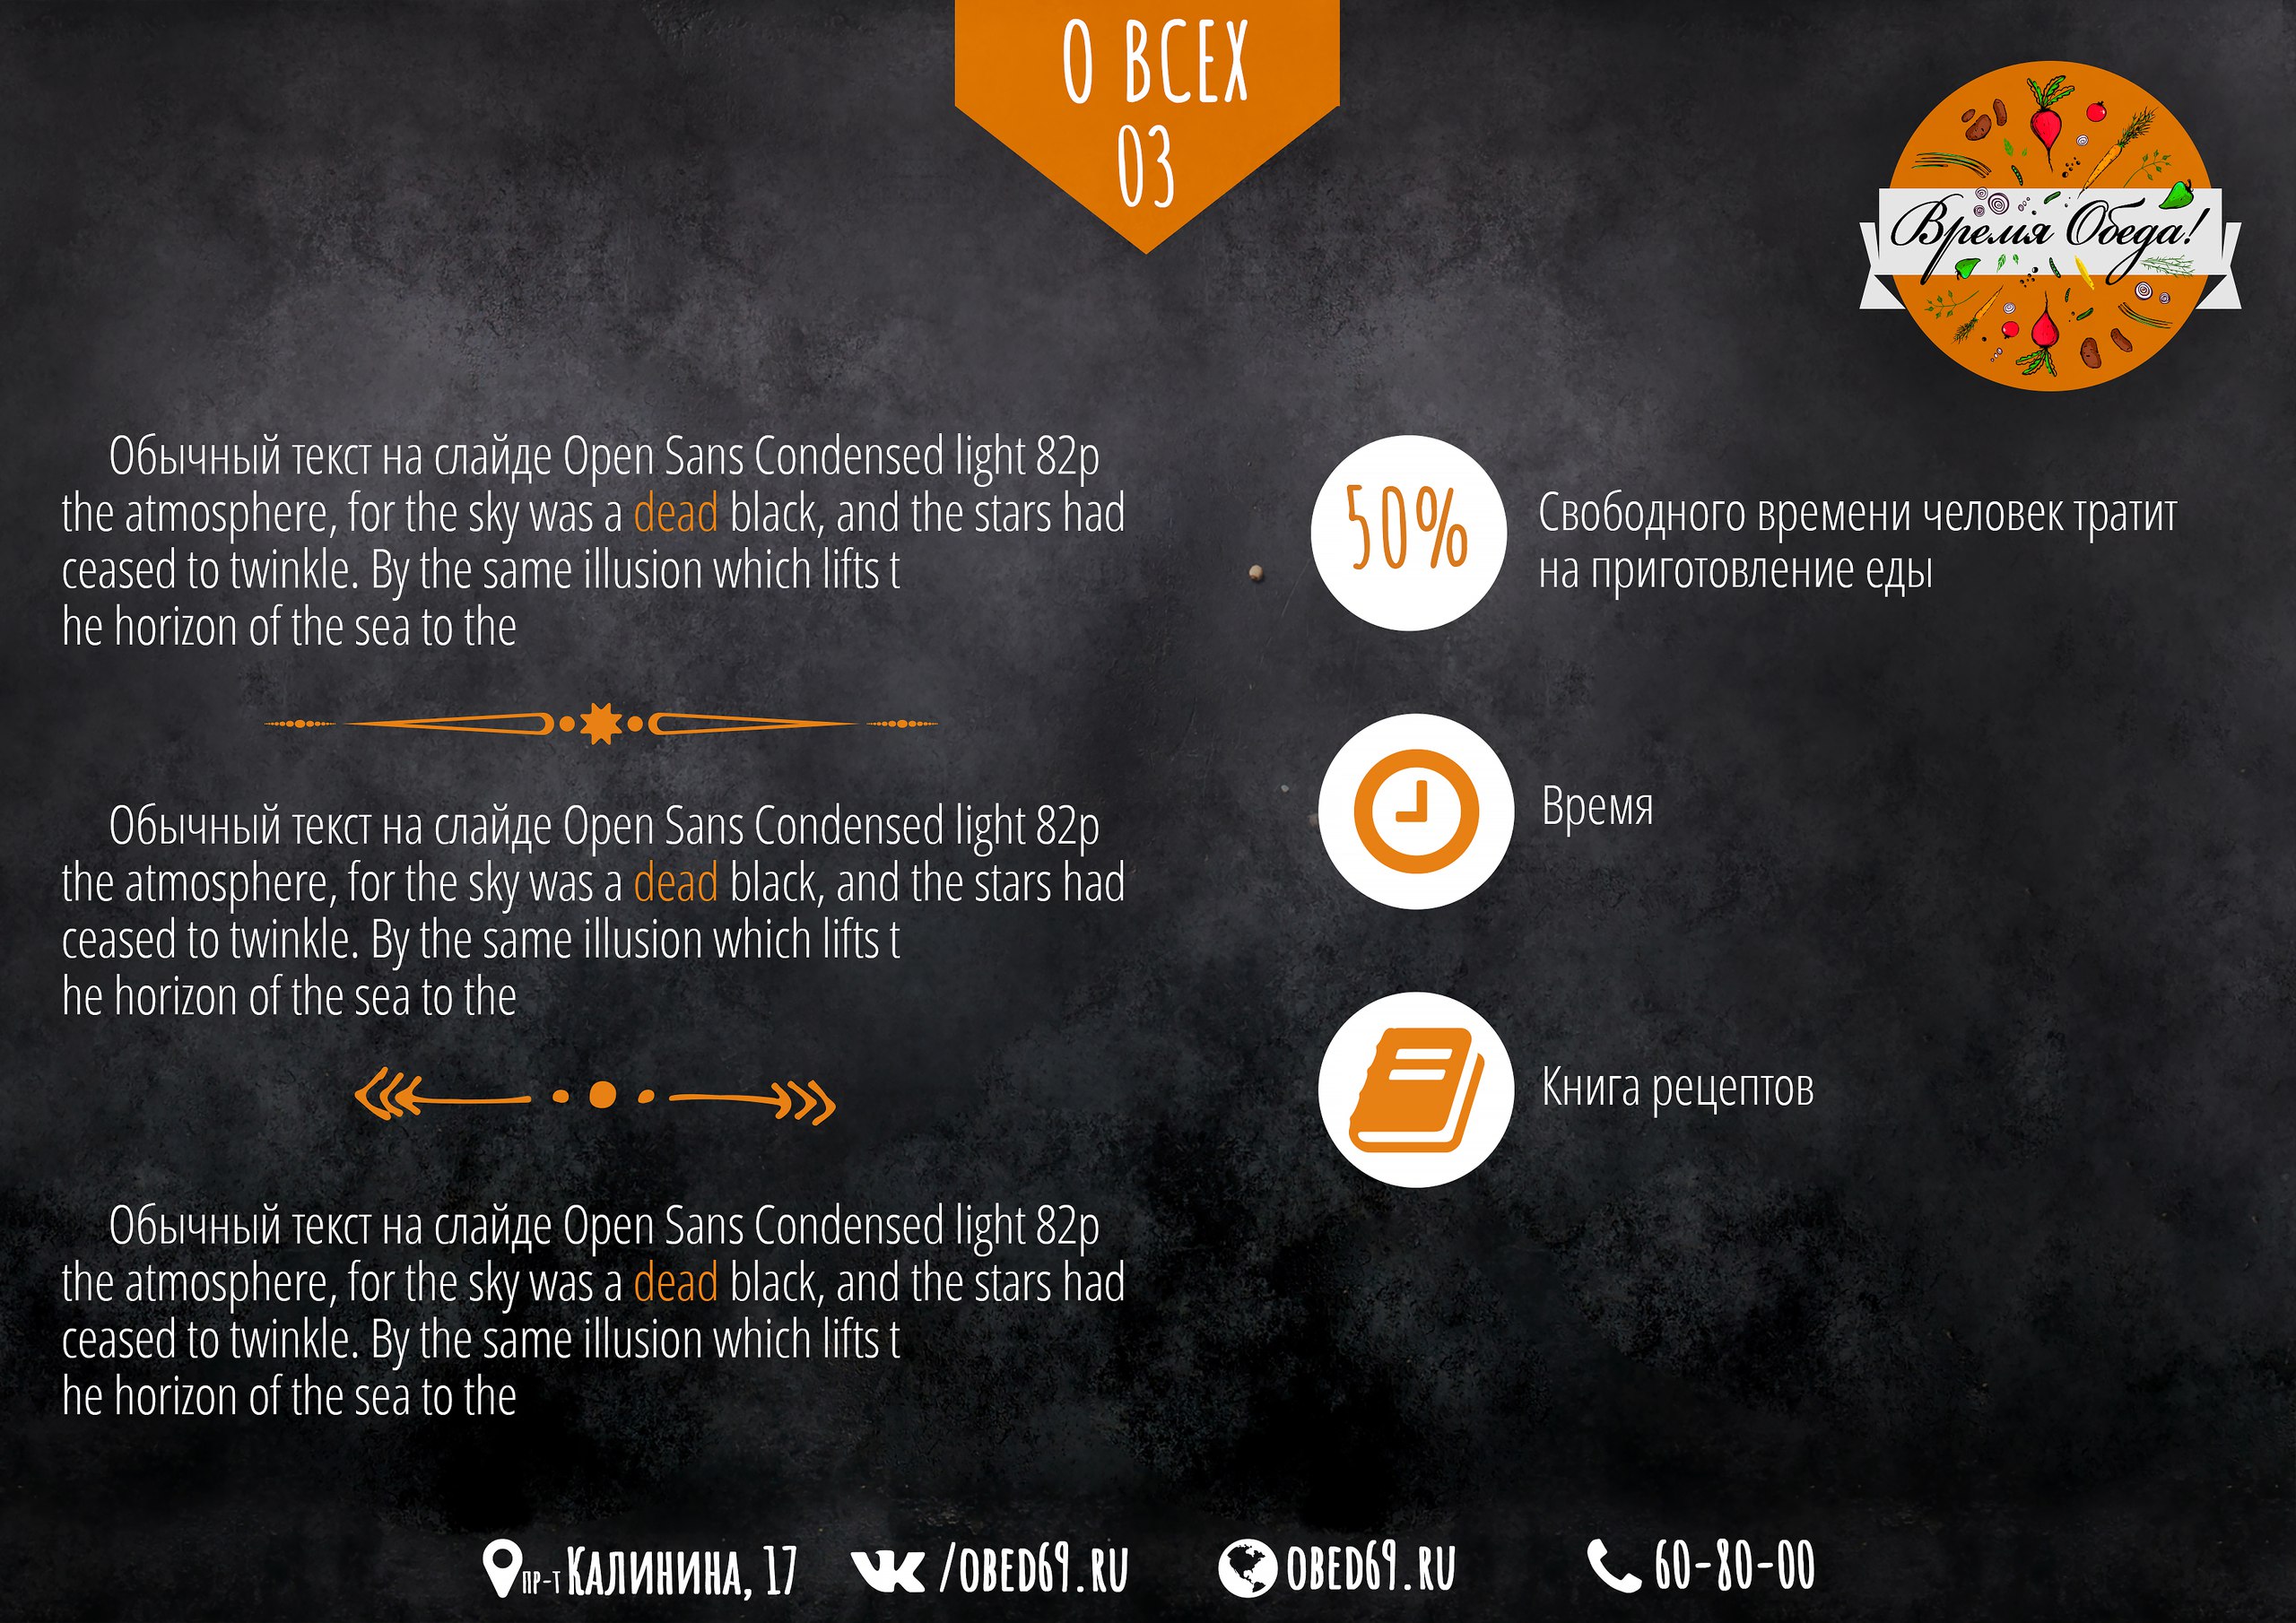 О ВСЕХ
03
Время Обеда!
Обычный текст на слайде Open Sans Condensed light 82p
the atmosphere, for the sky was a dead black, and the stars had
ceased to twinkle. By the same illusion which lifts t
he horizon of the sea to the
Обычный текст на слайде Open Sans Condensed light 82p
the atmosphere, for the sky was a dead black, and the stars had
ceased to twinkle. By the same illusion which lifts t
he horizon of the sea to the
Обычный текст на слайде Open Sans Condensed light 82p
the atmosphere, for the sky was a dead black, and the stars had
ceased to twinkle. By the same illusion which lifts t
he horizon of the sea to the
50%
Свободного времени человек тратит
на приготовление еды
Время
Книга рецептов
пр-т КАЛИНИНА, 17
/OBED69.RU
OBED69.RU
60-80-00